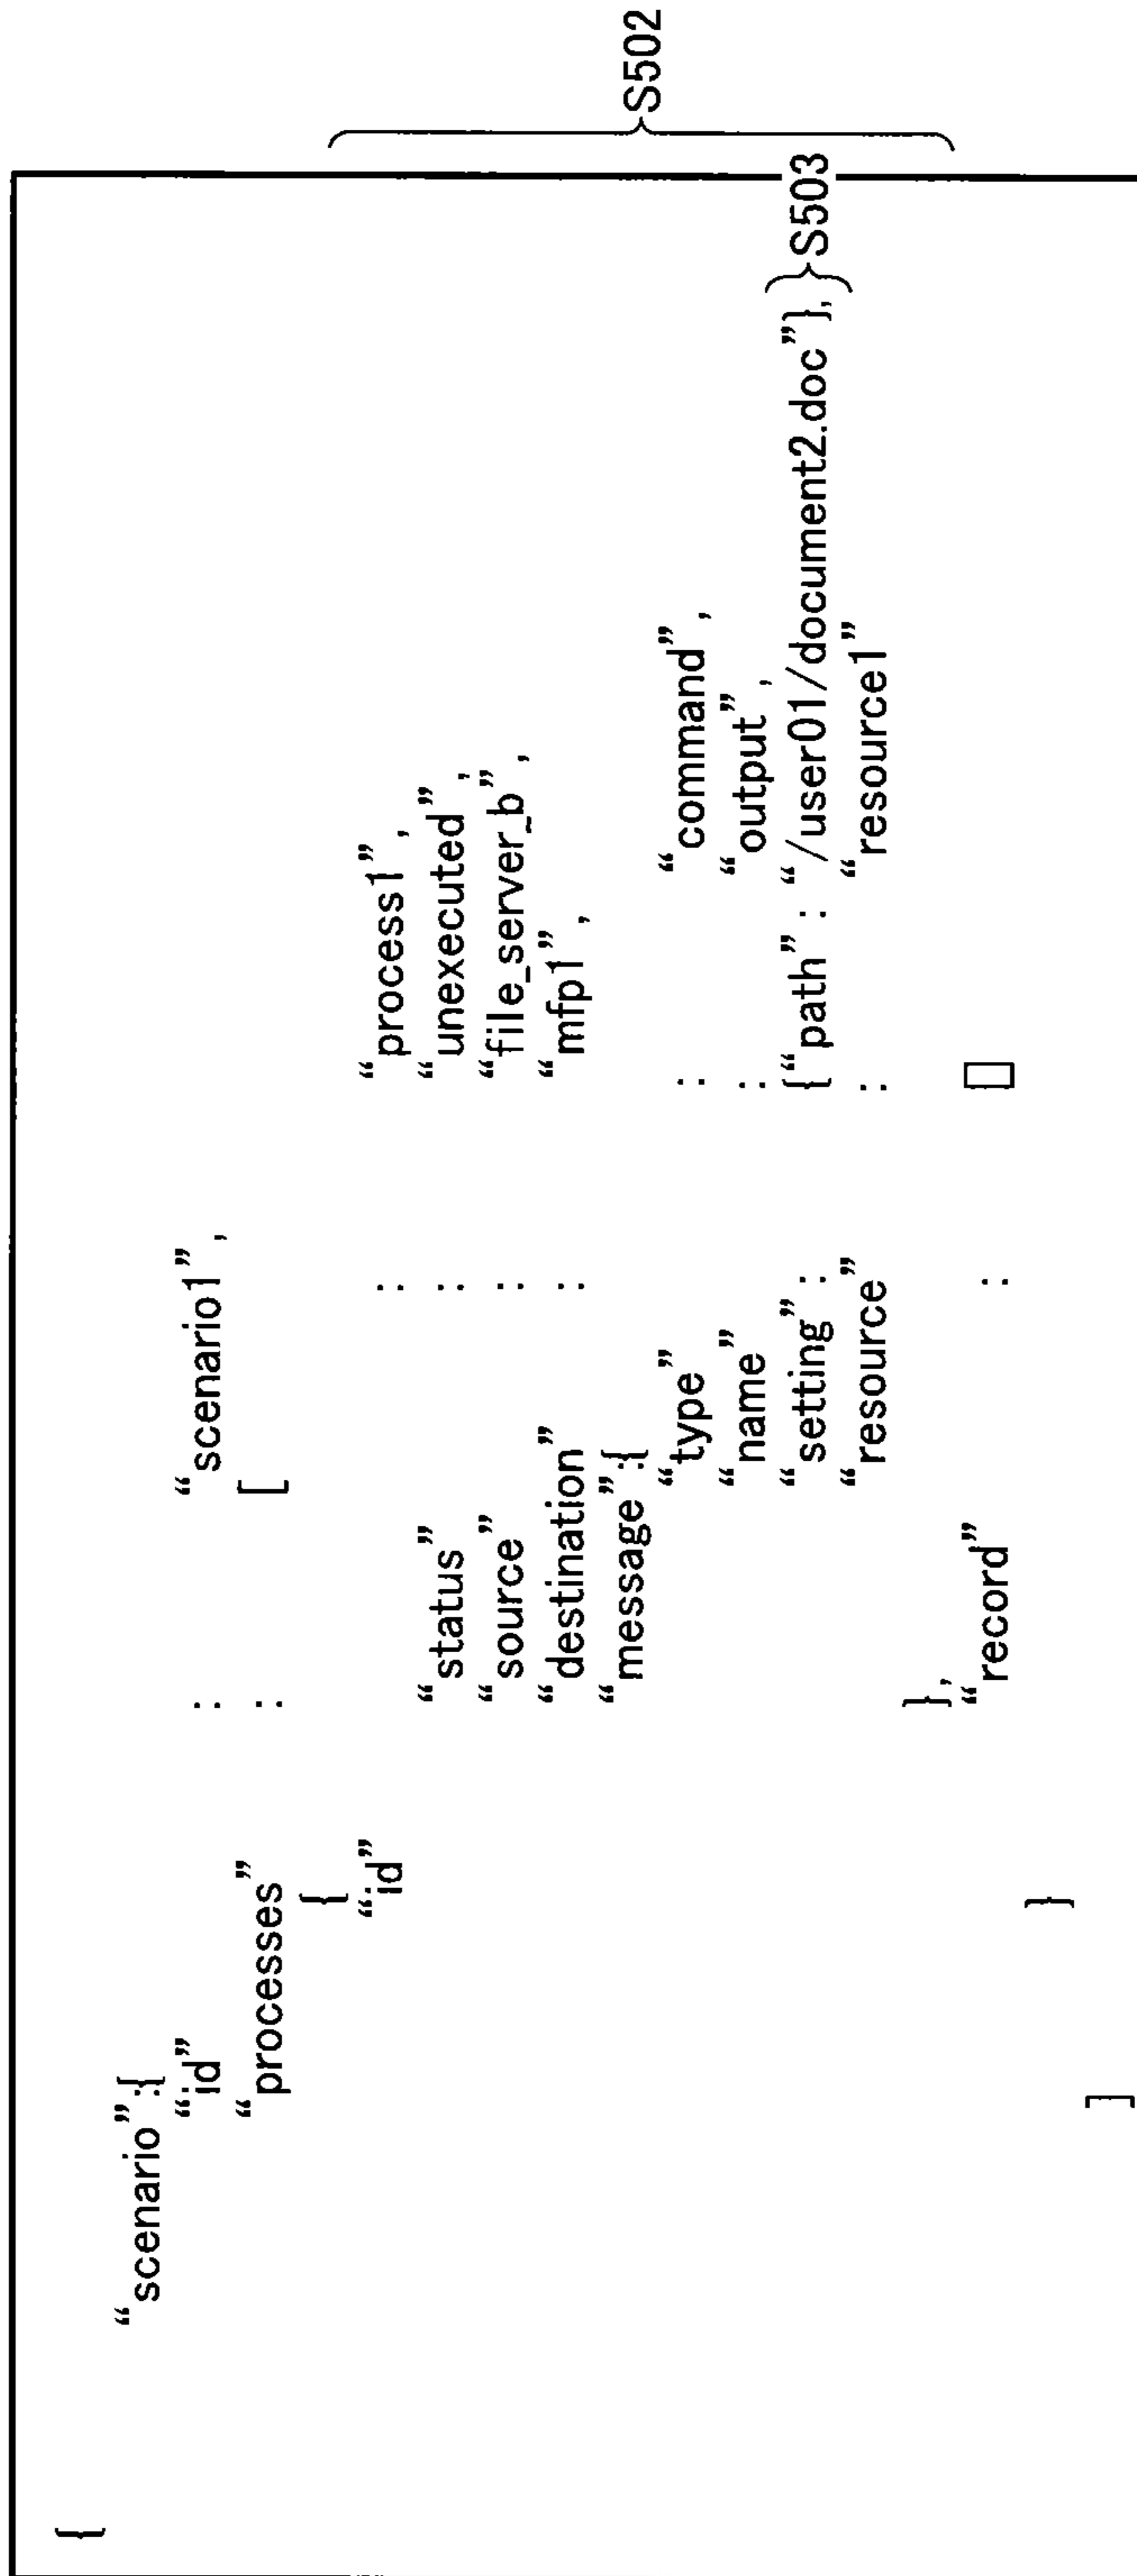 {
“scenario”:{
“id” : “scenario1”,
“processes” : [
{
“id” : “process1”,
“status” : “unexecuted”,
“source” : “file_server_b”,
“destination” : “mfp1”,
“message”:{
“type” : “command”,
“name” : “output”,
“setting” : {“path” : “/user01/document2.doc”}, }S503
“resource” : “resource1”
},
“record” : []
}
]
S502